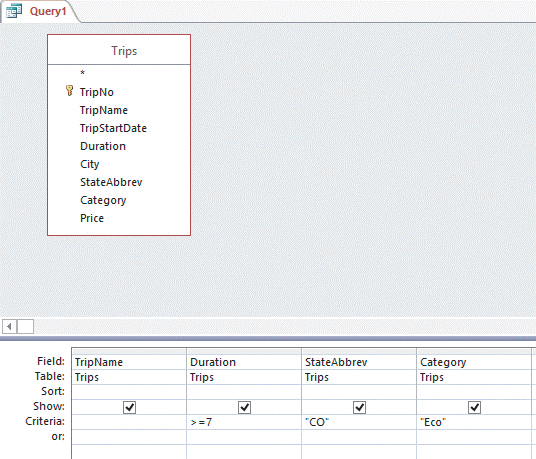 Query1
Trips
*
TripNo
TripName
TripStartDate
Duration
City
StateAbbrev
Category
Price
Field: TripName Duration StateAbbrev Category
Table: Trips Trips Trips Trips
Sort:
Show:
Criteria: >=7 "CO" "Eco"
or: